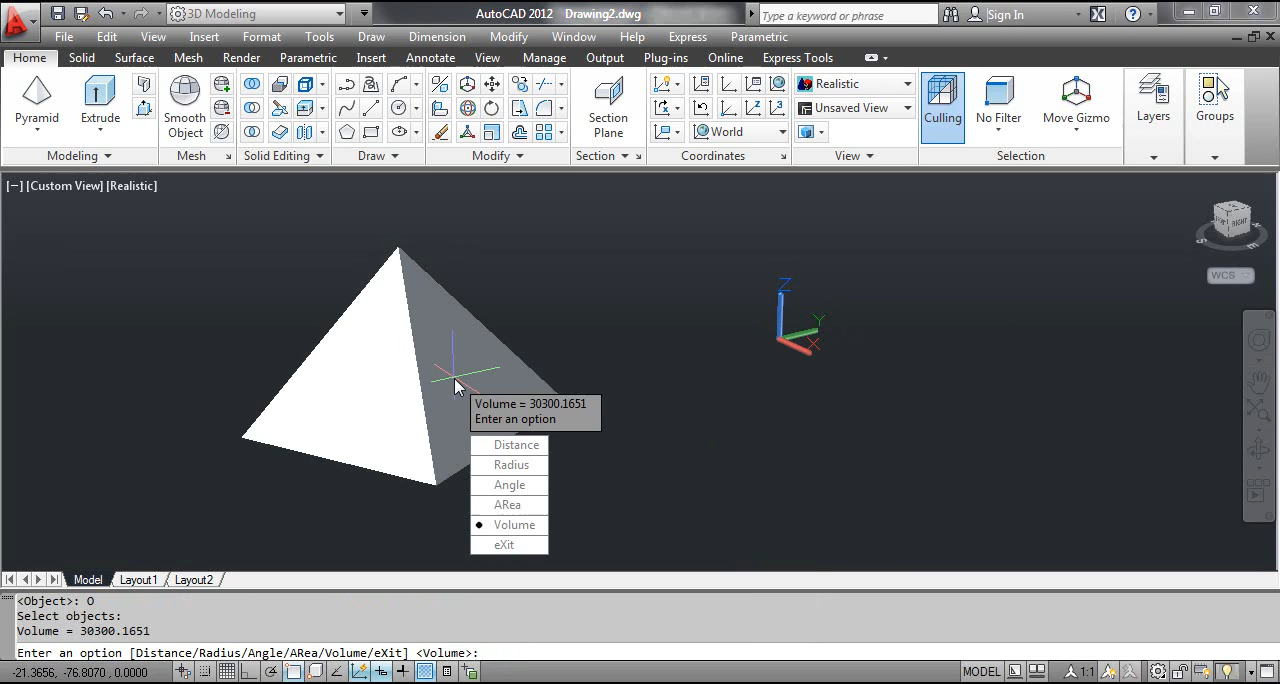 3D Modeling
AutoCAD 2012 Drawing2.dwg
Type a keyword or phrase
Sign In
File Edit View Insert Format Tools Draw Dimension Modify Window Help Express Parametric
Home Solid Surface Mesh Render Parametric Insert Annotate View Manage Output Plug-ins Online Express Tools
Realistic
Unsaved View
World
Pyramid
Extrude
Smooth
Object
Section
Plane
Culling
No Filter
Move Gizmo
Layers
Groups
Modeling
Mesh
Solid Editing
Draw
Modify
Section
Coordinates
View
Selection
[−] [Custom View] [Realistic]
RIGHT
S
E
WCS
Z
Y
X
Volume = 30300.1651
Enter an option
Distance
Radius
Angle
ARea
Volume
eXit
Model Layout1 Layout2
<Object>: O
Select objects:
Volume = 30300.1651
Enter an option [Distance/Radius/Angle/ARea/Volume/eXit] <Volume>:
-21.3656, -76.8070, 0.0000
MODEL
1:1